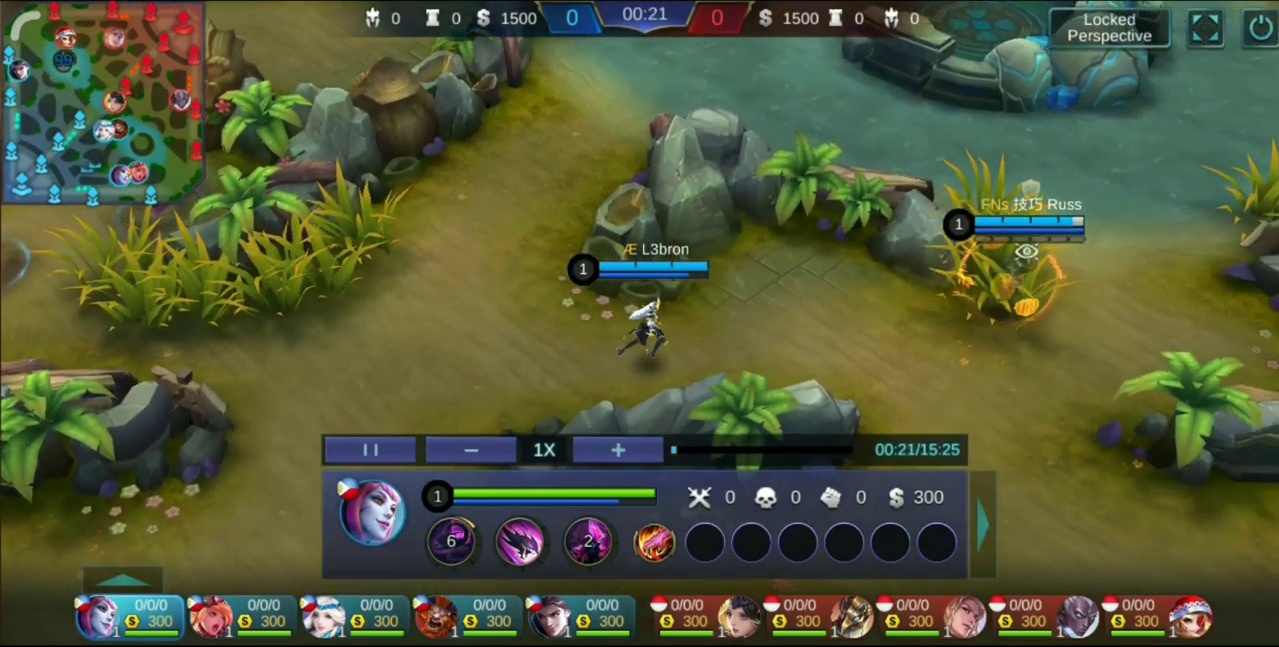 0 0 $ 1500 0 00:21 0 $ 1500 0 0
Locked
Perspective
99
FNs 技巧 Russ
1
Æ L3bron
1
1X
00:21/15:25
1 0 0 0 $ 300
6 2
0/0/0 0/0/0 0/0/0 0/0/0 0/0/0 0/0/0 0/0/0 0/0/0 0/0/0 0/0/0
1 S 300 1 S 300 1 S 300 1 S 300 1 S 300 S 300 1 S 300 1 S 300 1 S 300 1 S 300 1